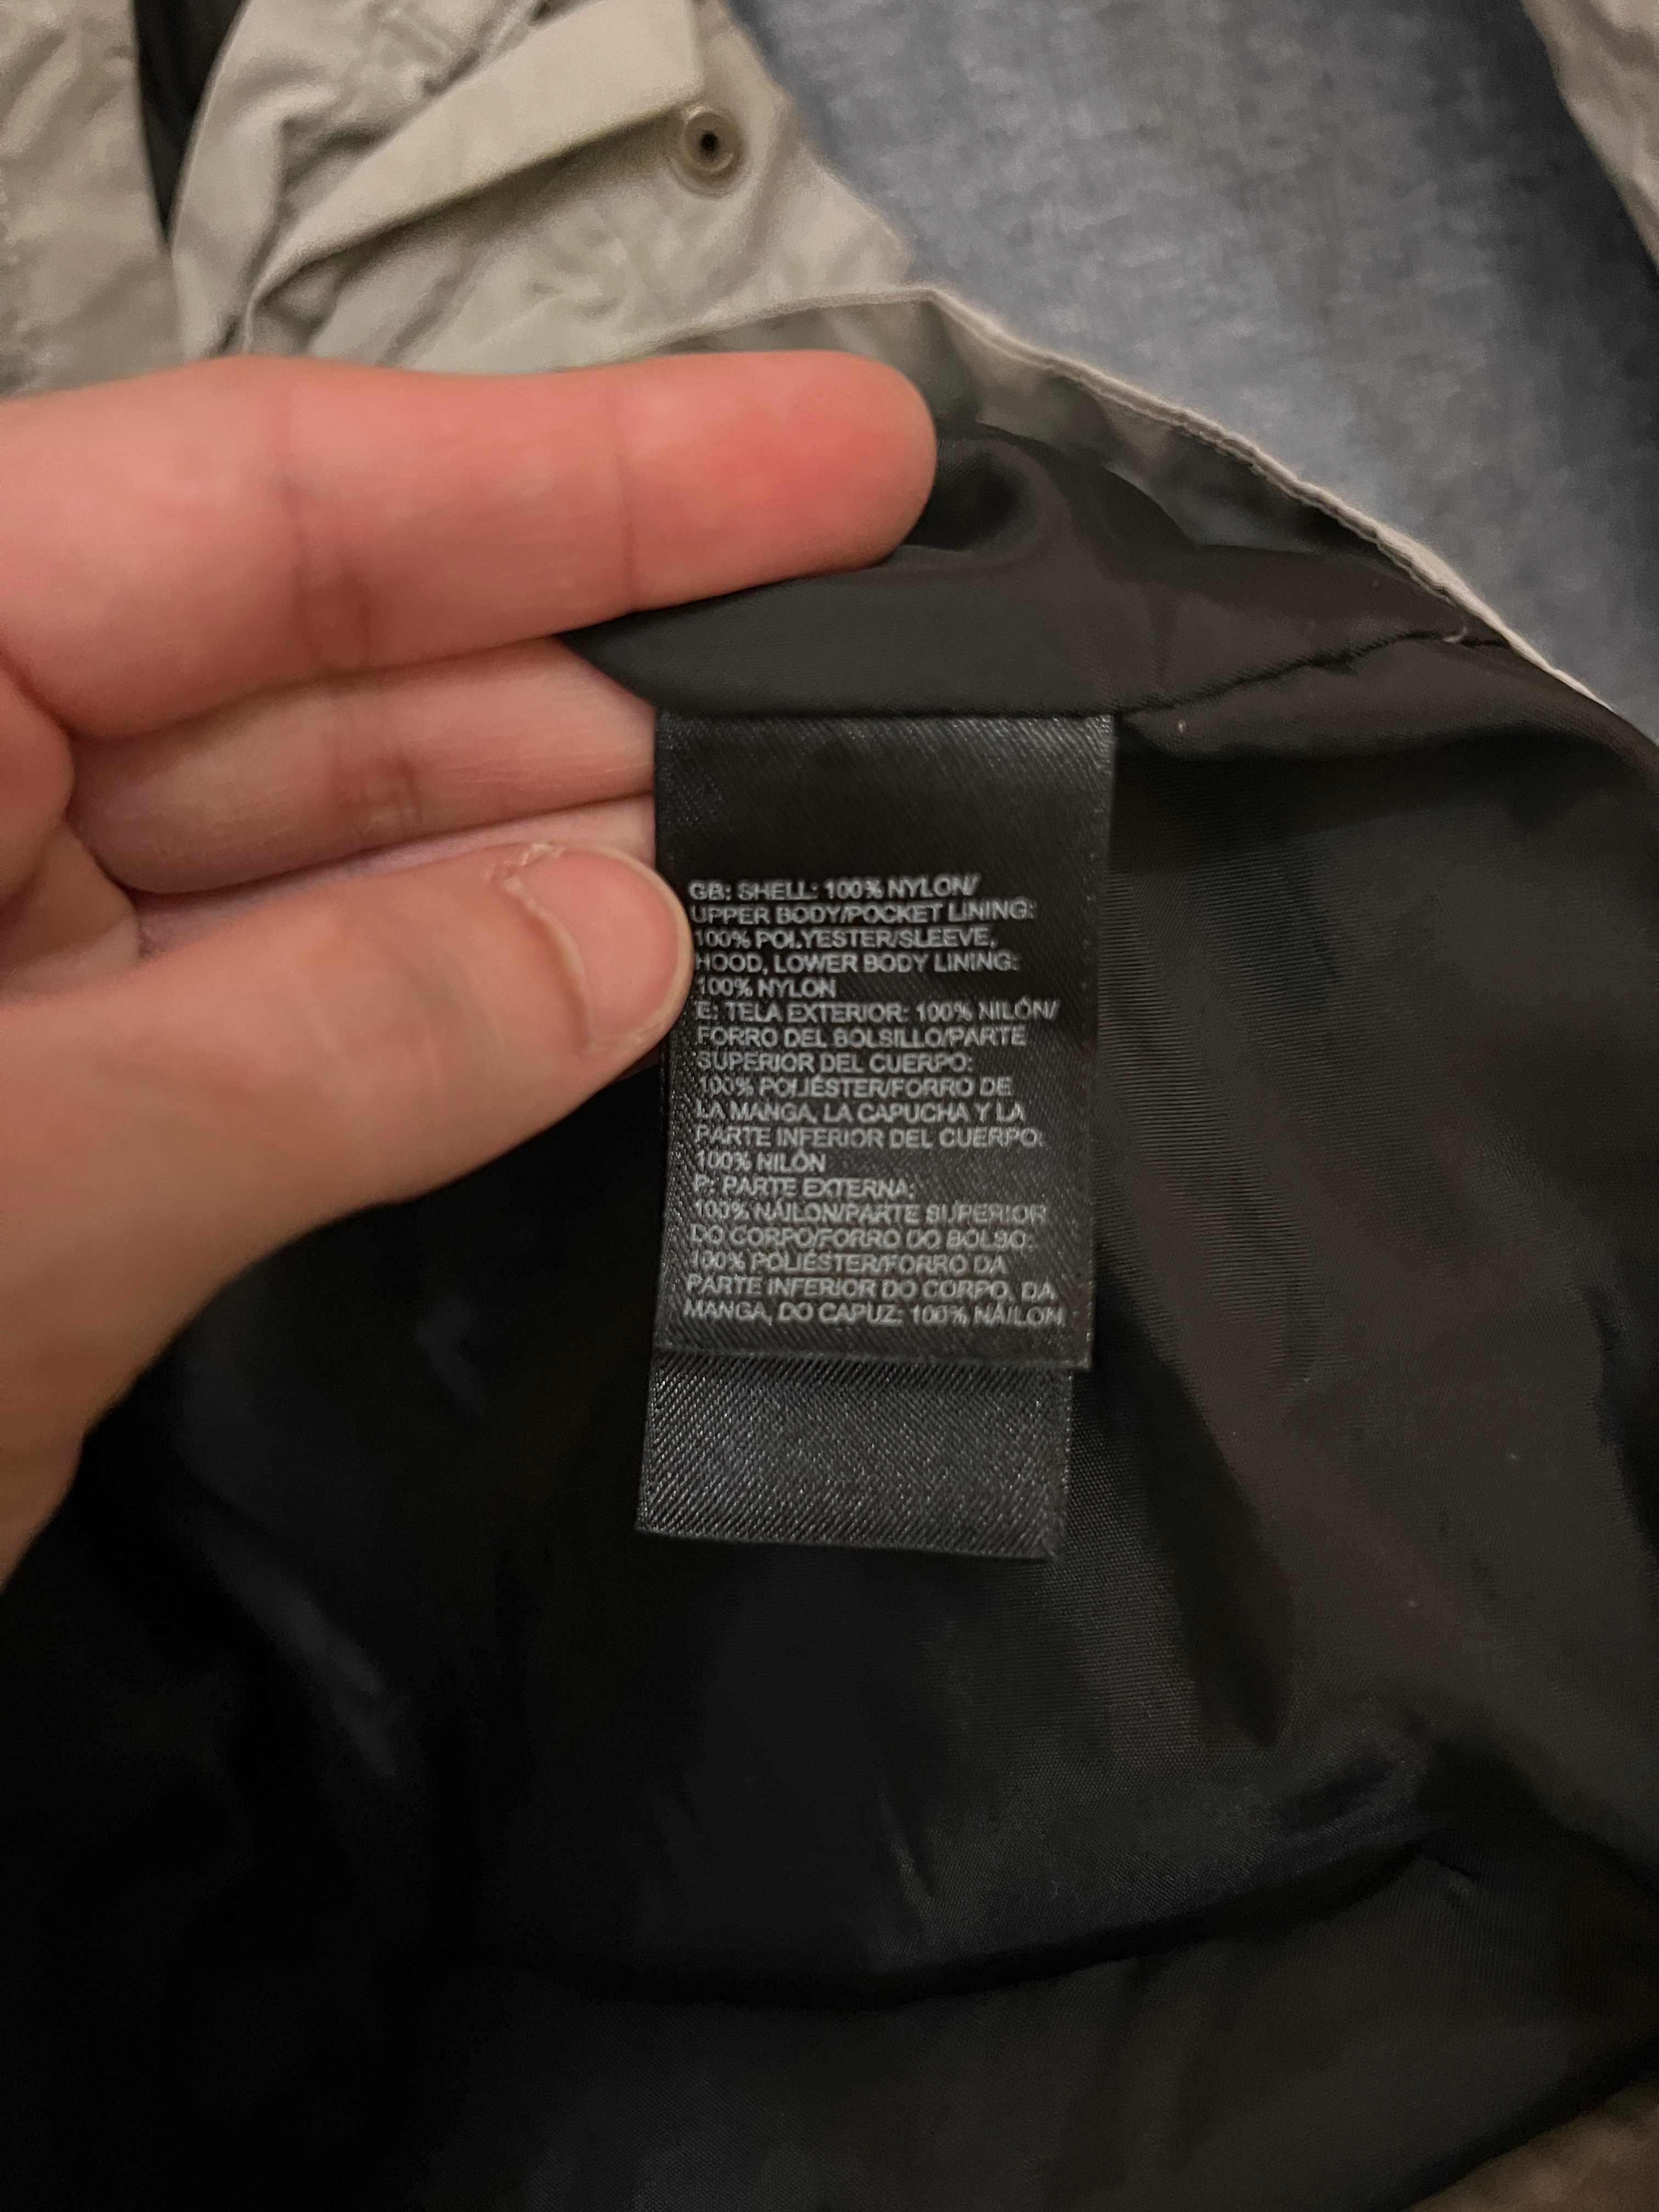 GB: SHELL: 100% NYLON/
UPPER BODY/POCKET LINING:
100% POLYESTER/SLEEVE,
HOOD, LOWER BODY LINING:
100% NYLON
E: TELA EXTERIOR: 100% NILÓN/
FORRO DEL BOLSILLO/PARTE
SUPERIOR DEL CUERPO:
100% POLIÉSTER/FORRO DE
LA MANGA, LA CAPUCHA Y LA
PARTE INFERIOR DEL CUERPO:
100% NILÓN
P: PARTE EXTERNA:
100% NÁILON/PARTE SUPERIOR
DO CORPO/FORRO DO BOLSO:
100% POLIÉSTER/FORRO DA
PARTE INFERIOR DO CORPO, DA
MANGA, DO CAPUZ: 100% NÁILON